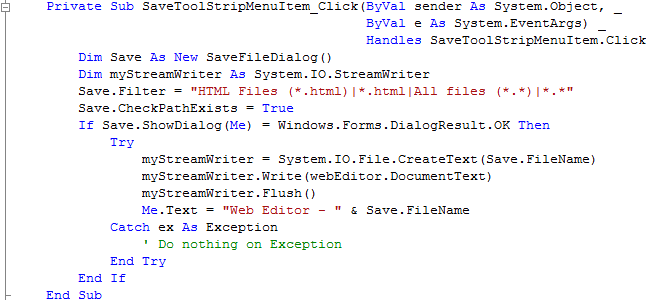 Private Sub SaveToolStripMenuItem_Click(ByVal sender As System.Object, _
ByVal e As System.EventArgs) _
Handles SaveToolStripMenuItem.Click
Dim Save As New SaveFileDialog()
Dim myStreamWriter As System.IO.StreamWriter
Save.Filter = "HTML Files (*.html)|*.html|All files (*.*)|*.*"
Save.CheckPathExists = True
If Save.ShowDialog(Me) = Windows.Forms.DialogResult.OK Then
Try
myStreamWriter = System.IO.File.CreateText(Save.FileName)
myStreamWriter.Write(webEditor.DocumentText)
myStreamWriter.Flush()
Me.Text = "Web Editor - " & Save.FileName
Catch ex As Exception
' Do nothing on Exception
End Try
End If
End Sub